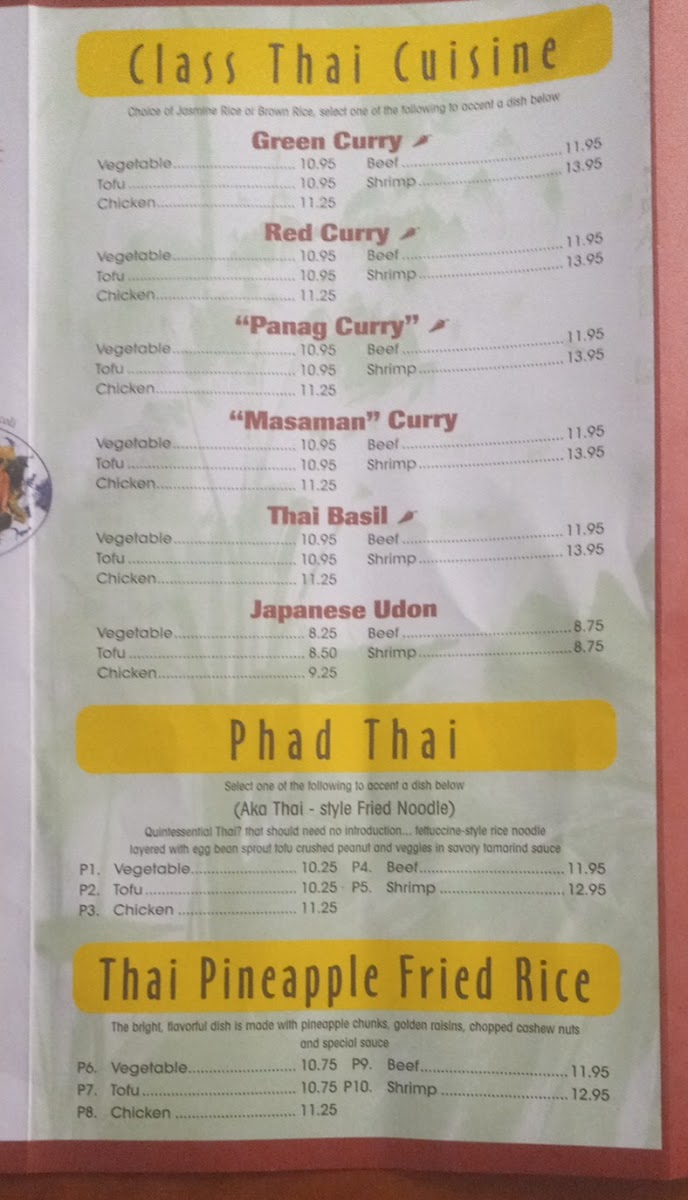 Class Thai Cuisine
Choice of Jasmine Rice or Brown Rice, select one of the following to accent a dish below
Green Curry
Vegetable 10.95 Beef 11.95
Tofu 10.95 Shrimp 13.95
Chicken 11.25
Red Curry
Vegetable 10.95 Beef 11.95
Tofu 10.95 Shrimp 13.95
Chicken 11.25
"Panag Curry"
Vegetable 10.95 Beef 11.95
Tofu 10.95 Shrimp 13.95
Chicken 11.25
"Masaman" Curry
Vegetable 10.95 Beef 11.95
Tofu 10.95 Shrimp 13.95
Chicken 11.25
Thai Basil
Vegetable 10.95 Beef 11.95
Tofu 10.95 Shrimp 13.95
Chicken 11.25
Japanese Udon
Vegetable 8.25 Beef 8.75
Tofu 8.50 Shrimp 8.75
Chicken 9.25
Phad Thai
Select one of the following to accent a dish below
(Aka Thai - style Fried Noodle)
Quintessential Thai? that should need no introduction... fettuccine-style rice noodle
layered with egg bean sprout tofu crushed peanut and veggies in savory tamarind sauce
P1. Vegetable 10.25 P4. Beef 11.95
P2. Tofu 10.25 P5. Shrimp 12.95
P3. Chicken 11.25
Thai Pineapple Fried Rice
The bright, flavorful dish is made with pineapple chunks, golden raisins, chopped cashew nuts
and special sauce
P6. Vegetable 10.75 P9. Beef 11.95
P7. Tofu 10.75 P10. Shrimp 12.95
P8. Chicken 11.25